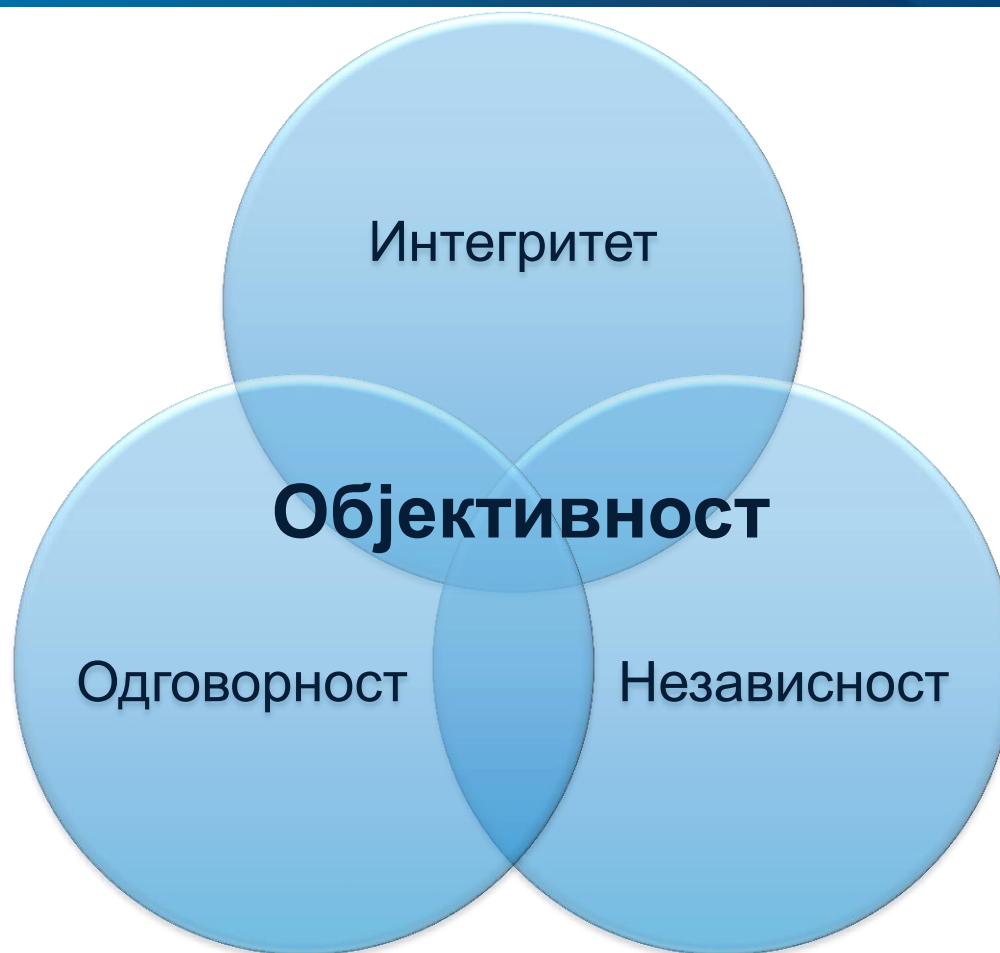 Интегритет
Објективност
Одговорност
Независност